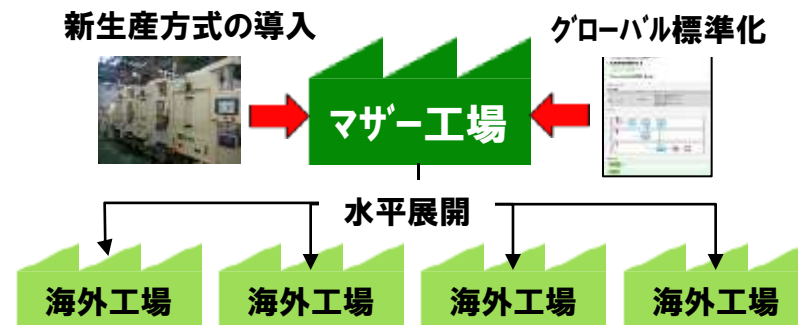 新生産方式の導入
ｸﾞﾛｰﾊﾞﾙ標準化
マザー工場
水平展開
海外工場
海外工場
海外工場
海外工場